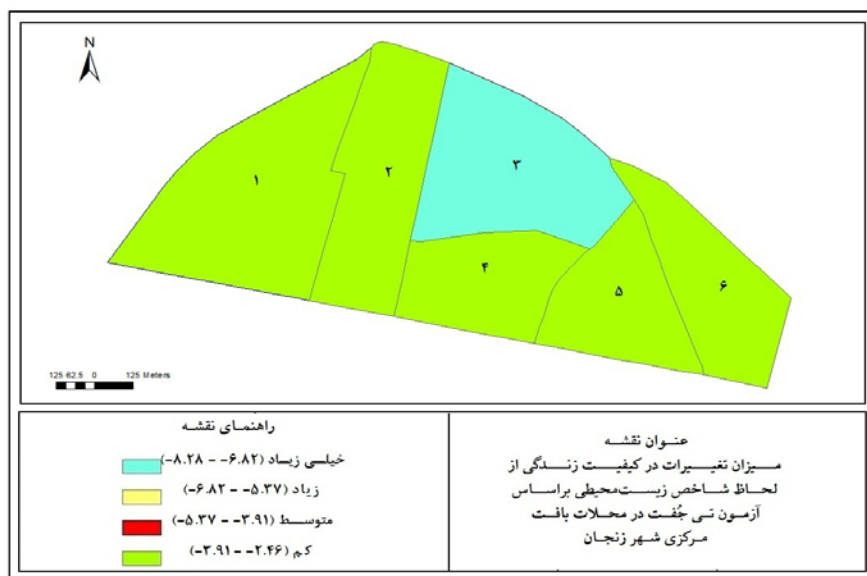 N
۱
۲
۳
۴
۵
۶
125 62.5 0 125 Meters
راهنمای نقشه
خیلی زیاد (-۸.۲۸ - -۶.۸۲)
زیاد (-۶.۸۲ - -۵.۳۷)
متوسط (-۵.۳۷ - -۳.۹۱)
کم (-۳.۹۱ - -۲.۴۶)
عنوان نقشه
میزان تغییرات در کیفیت زندگی از
لحاظ شاخص زیست‌محیطی براساس
آزمون تی جُفت در محلات بافت
مرکزی شهر زنجان